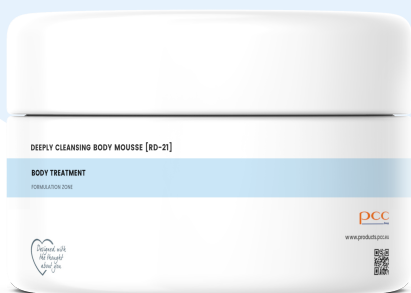 DEEPLY CLEANSING BODY MOUSSE [RD-21]
BODY TREATMENT
FORMULATION ZONE
pcc
www.products.pcc.eu
Designed with
the thought
about you